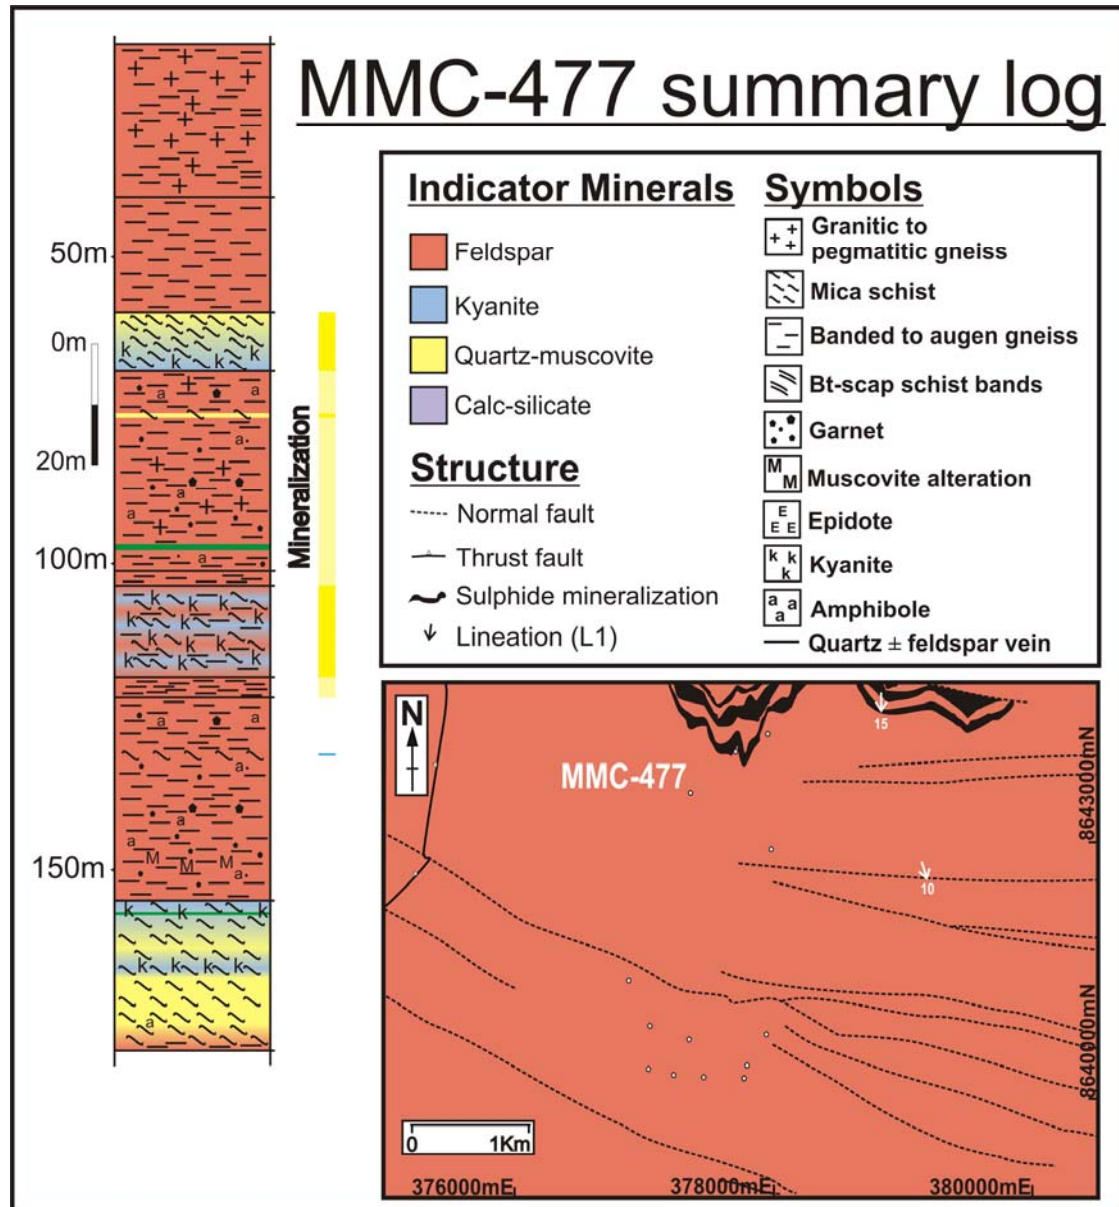 MMC-477 summary log
50m
0m
20m
100m
150m
Mineralization
Indicator Minerals
Feldspar
Kyanite
Quartz-muscovite
Calc-silicate
Structure
Normal fault
Thrust fault
Sulphide mineralization
Lineation (L1)
Symbols
+ + +
Granitic to
pegmatitic gneiss
Mica schist
Banded to augen gneiss
Bt-scap schist bands
Garnet
M M
Muscovite alteration
E E E
Epidote
k k k
Kyanite
a a a
Amphibole
Quartz ± feldspar vein
k k k
a a
a
a
a
a
k k k k
k k k
k k k k
k k k
a a
a
a
M M M
a
k k k
k k k k
a
N
MMC-477
15
10
8643000mN
8640000mN
0 1Km
376000mE
378000mE
380000mE